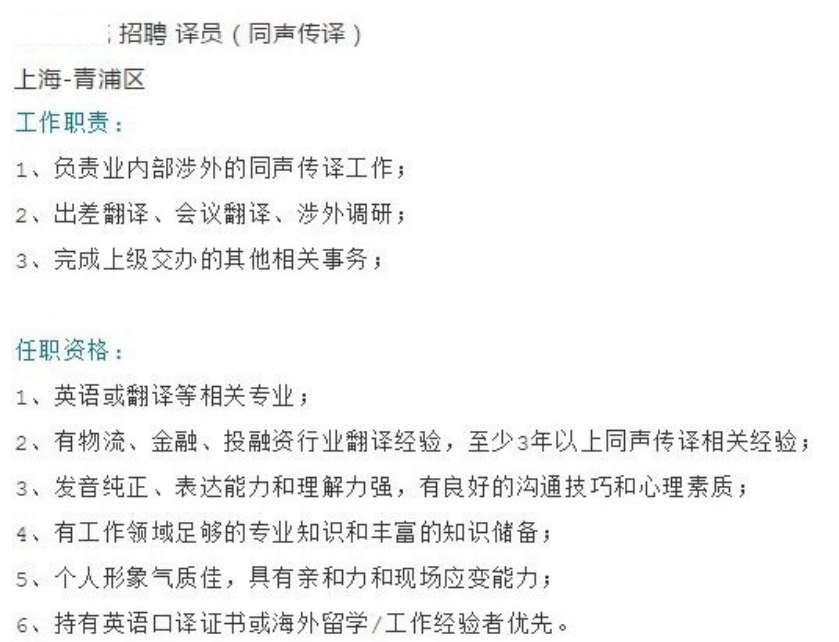 招聘 译员（同声传译）
上海-青浦区
工作职责：
1、负责业内部涉外的同声传译工作；
2、出差翻译、会议翻译、涉外调研；
3、完成上级交办的其他相关事务；
任职资格：
1、英语或翻译等相关专业；
2、有物流、金融、投融资行业翻译经验，至少3年以上同声传译相关经验；
3、发音纯正、表达能力和理解力强，有良好的沟通技巧和心理素质；
4、有工作领域足够的专业知识和丰富的知识储备；
5、个人形象气质佳，具有亲和力和现场应变能力；
6、持有英语口译证书或海外留学/工作经验者优先。